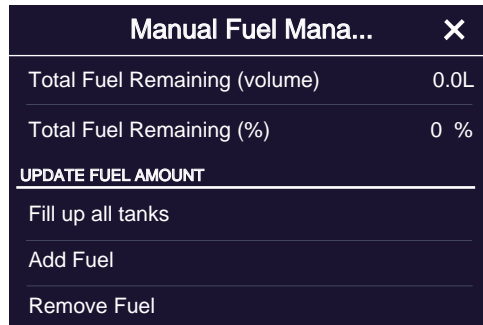 Manual Fuel Mana... ×
Total Fuel Remaining (volume) 0.0L
Total Fuel Remaining (%) 0 %
UPDATE FUEL AMOUNT
Fill up all tanks
Add Fuel
Remove Fuel